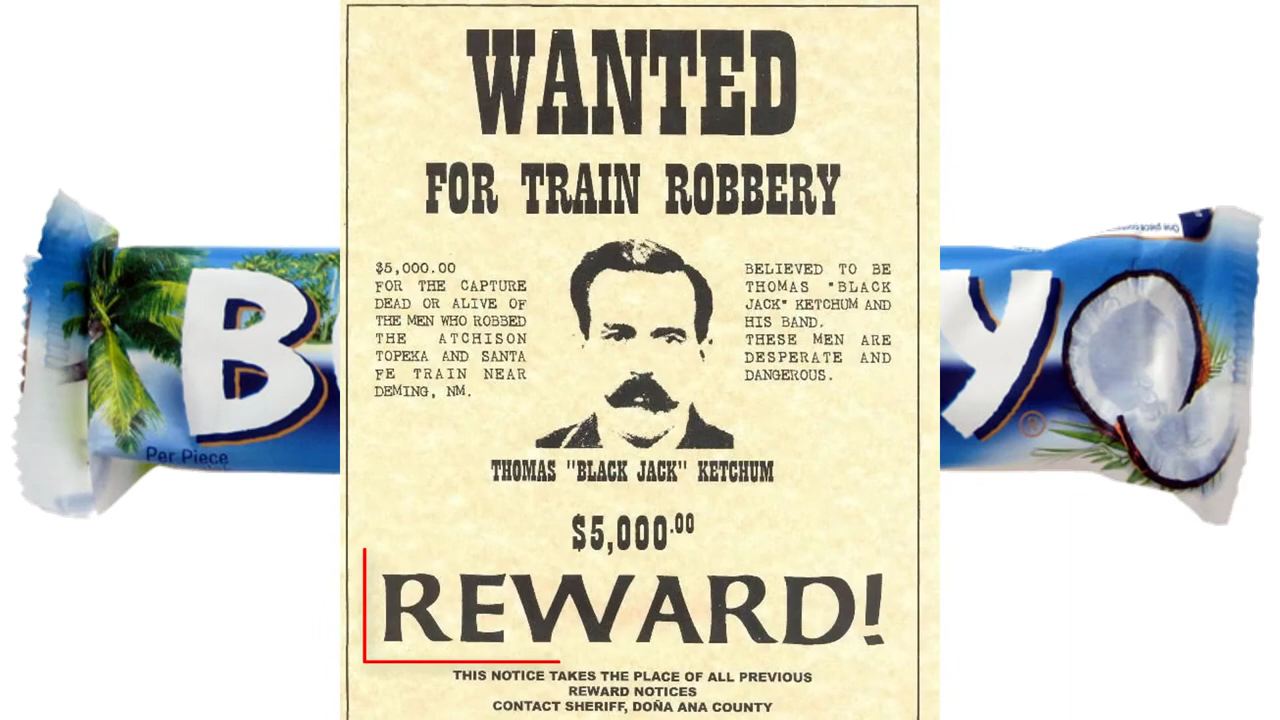 WANTED
FOR TRAIN ROBBERY
$5,000.00
FOR THE CAPTURE
DEAD OR ALIVE OF
THE MEN WHO ROBBED
THE ATCHISON
TOPEKA AND SANTA
FE TRAIN NEAR
DEMING, NM.
BELIEVED TO BE
THOMAS "BLACK
JACK" KETCHUM AND
HIS BAND.
THESE MEN ARE
DESPERATE AND
DANGEROUS.
THOMAS "BLACK JACK" KETCHUM
$5,000.00
REWARD!
THIS NOTICE TAKES THE PLACE OF ALL PREVIOUS
REWARD NOTICES
CONTACT SHERIFF, DOÑA ANA COUNTY
B
Per Piece
y®